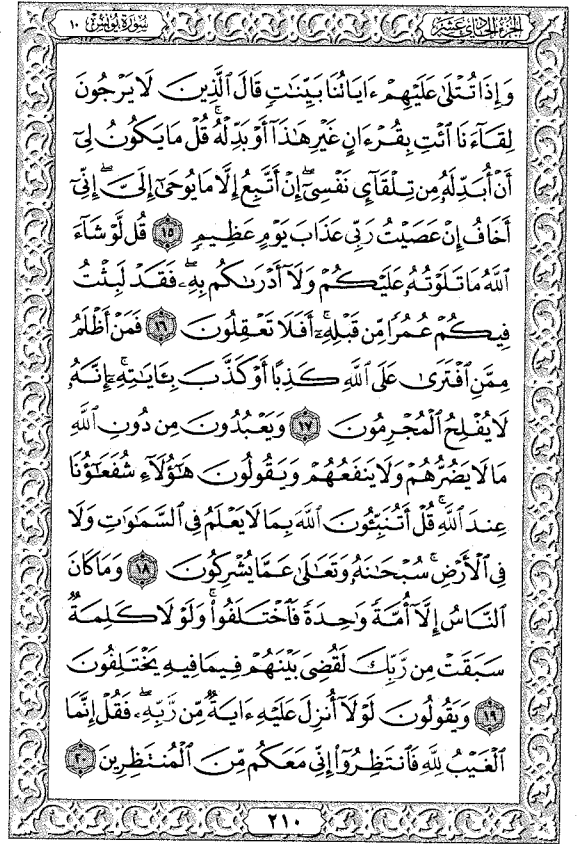 الجزء الحادي عشر
سورة يونس ١٠
وَإِذَا تُتْلَىٰ عَلَيْهِمْ ءَايَاتُنَا بَيِّنَٰتٍ قَالَ ٱلَّذِينَ لَا يَرْجُونَ
لِقَآءَنَا ٱئْتِ بِقُرْءَانٍ غَيْرِ هَٰذَآ أَوْ بَدِّلْهُ ۚ قُلْ مَا يَكُونُ لِىٓ
أَنْ أُبَدِّلَهُۥ مِن تِلْقَآئِ نَفْسِىٓ ۖ إِنْ أَتَّبِعُ إِلَّا مَا يُوحَىٰٓ إِلَىَّ ۖ إِنِّىٓ
أَخَافُ إِنْ عَصَيْتُ رَبِّى عَذَابَ يَوْمٍ عَظِيمٍ ١٥ قُل لَّوْ شَآءَ
ٱللَّهُ مَا تَلَوْتُهُۥ عَلَيْكُمْ وَلَآ أَدْرَىٰكُم بِهِۦ ۖ فَقَدْ لَبِثْتُ
فِيكُمْ عُمُرًا مِّن قَبْلِهِۦٓ ۚ أَفَلَا تَعْقِلُونَ ١٦ فَمَنْ أَظْلَمُ
مِمَّنِ ٱفْتَرَىٰ عَلَى ٱللَّهِ كَذِبًا أَوْ كَذَّبَ بِـَٔايَٰتِهِۦٓ ۚ إِنَّهُۥ
لَا يُفْلِحُ ٱلْمُجْرِمُونَ ١٧ وَيَعْبُدُونَ مِن دُونِ ٱللَّهِ
مَا لَا يَضُرُّهُمْ وَلَا يَنفَعُهُمْ وَيَقُولُونَ هَٰٓؤُلَآءِ شُفَعَٰٓؤُنَا
عِندَ ٱللَّهِ ۚ قُلْ أَتُنَبِّـُٔونَ ٱللَّهَ بِمَا لَا يَعْلَمُ فِى ٱلسَّمَٰوَٰتِ وَلَا
فِى ٱلْأَرْضِ ۚ سُبْحَٰنَهُۥ وَتَعَٰلَىٰ عَمَّا يُشْرِكُونَ ١٨ وَمَا كَانَ
ٱلنَّاسُ إِلَّآ أُمَّةً وَٰحِدَةً فَٱخْتَلَفُوا۟ ۚ وَلَوْلَا كَلِمَةٌ
سَبَقَتْ مِن رَّبِّكَ لَقُضِىَ بَيْنَهُمْ فِيمَا فِيهِ يَخْتَلِفُونَ
١٩ وَيَقُولُونَ لَوْلَآ أُنزِلَ عَلَيْهِ ءَايَةٌ مِّن رَّبِّهِۦ ۖ فَقُلْ إِنَّمَا
ٱلْغَيْبُ لِلَّهِ فَٱنتَظِرُوٓا۟ إِنِّى مَعَكُم مِّنَ ٱلْمُنتَظِرِينَ ٢٠
٢١٠